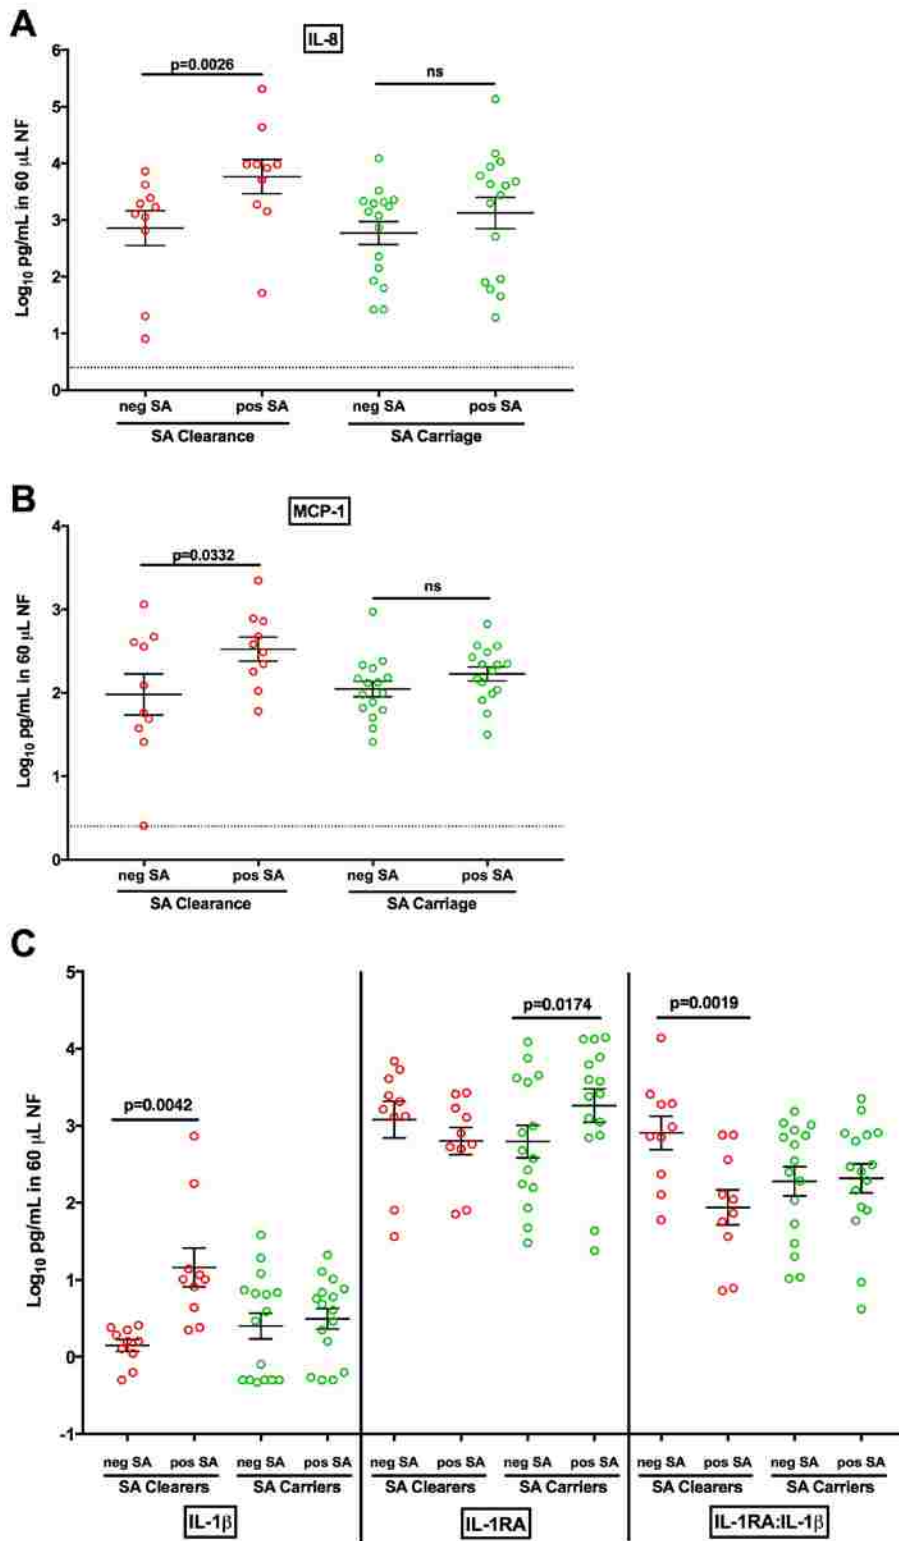 A
IL-8
Log10 pg/mL in 60 µL NF
6
5
4
3
2
1
0
p=0.0026
ns
neg SA
pos SA
neg SA
pos SA
SA Clearance
SA Carriage
B
MCP-1
Log10 pg/mL in 60 µL NF
4
3
2
1
0
p=0.0332
ns
neg SA
pos SA
neg SA
pos SA
SA Clearance
SA Carriage
C
Log10 pg/mL in 60 µL NF
5
4
3
2
1
0
-1
p=0.0042
p=0.0174
p=0.0019
neg SA
pos SA
neg SA
pos SA
neg SA
pos SA
neg SA
pos SA
neg SA
pos SA
neg SA
pos SA
SA Clearers
SA Carriers
SA Clearers
SA Carriers
SA Clearers
SA Carriers
IL-1β
IL-1RA
IL-1RA:IL-1β